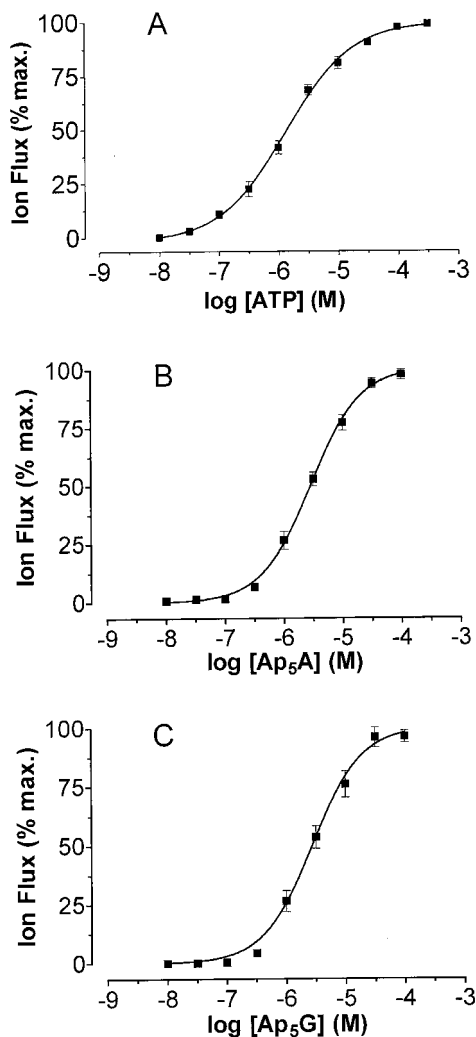 A
Ion Flux (% max.)
100
75
50
25
0
-9 -8 -7 -6 -5 -4 -3
log [ATP] (M)
B
Ion Flux (% max.)
100
75
50
25
0
-9 -8 -7 -6 -5 -4 -3
log [Ap₅A] (M)
C
Ion Flux (% max.)
100
75
50
25
0
-9 -8 -7 -6 -5 -4 -3
log [Ap₅G] (M)